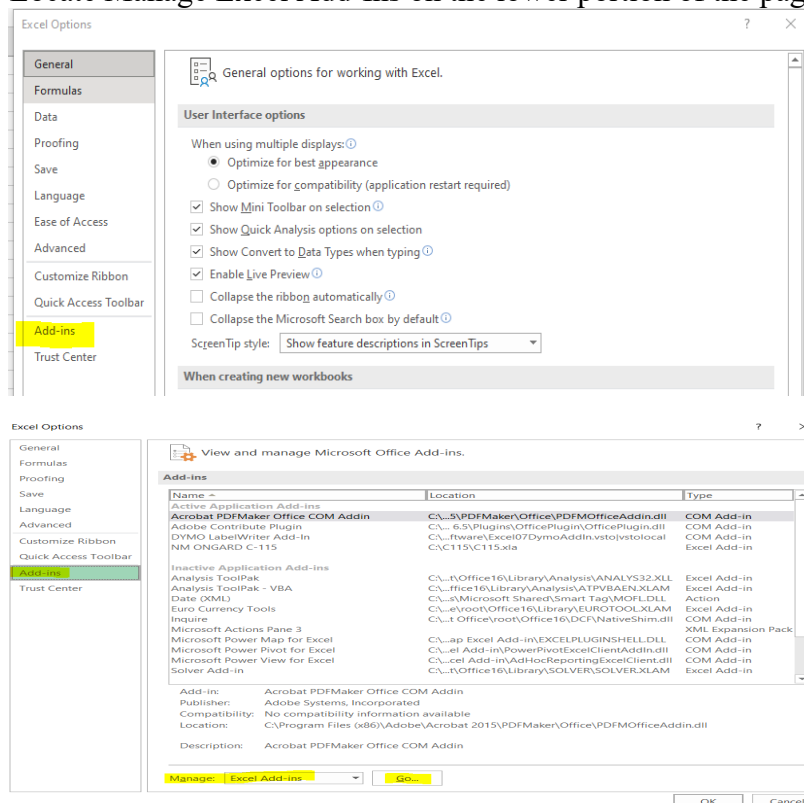 Locate Manage Excel Add-Ins on the lower portion of the pag
Excel Options
?
General
Formulas
Data
Proofing
Save
Language
Ease of Access
Advanced
Customize Ribbon
Quick Access Toolbar
Add-ins
Trust Center
General options for working with Excel.
User Interface options
When using multiple displays:
Optimize for best appearance
Optimize for compatibility (application restart required)
Show Mini Toolbar on selection
Show Quick Analysis options on selection
Show Convert to Data Types when typing
Enable Live Preview
Collapse the ribbon automatically
Collapse the Microsoft Search box by default
ScreenTip style: Show feature descriptions in ScreenTips
When creating new workbooks
Excel Options
?
General
Formulas
Proofing
Save
Language
Advanced
Customize Ribbon
Quick Access Toolbar
Add-ins
Trust Center
View and manage Microsoft Office Add-ins.
Add-ins
Name Location Type
Active Application Add-ins
Acrobat PDFMaker Office COM Addin C:\...5\PDFMaker\Office\PDFMOfficeAddin.dll COM Add-in
Adobe Contribute Plugin C:\... 6.5\Plugins\OfficePlugin\OfficePlugin.dll COM Add-in
DYMO LabelWriter Add-In C:\...ftware\Excel07DymoAddIn.vsto|vstolocal COM Add-in
NM ONGARD C-115 C:\C115\C115.xla Excel Add-in
Inactive Application Add-ins
Analysis ToolPak C:\...t\Office16\Library\Analysis\ANALYS32.XLL Excel Add-in
Analysis ToolPak - VBA C:\...ffice16\Library\Analysis\ATPVBAEN.XLAM Excel Add-in
Date (XML) C:\...s\Microsoft Shared\Smart Tag\MOFL.DLL Action
Euro Currency Tools C:\...e\root\Office16\Library\EUROTOOL.XLAM Excel Add-in
Inquire C:\...t Office\root\Office16\DCF\NativeShim.dll COM Add-in
Microsoft Actions Pane 3 XML Expansion Pack
Microsoft Power Map for Excel C:\...ap Excel Add-in\EXCELPLUGINSHELL.DLL COM Add-in
Microsoft Power Pivot for Excel C:\...el Add-in\PowerPivotExcelClientAddIn.dll COM Add-in
Microsoft Power View for Excel C:\...cel Add-in\AdHocReportingExcelClient.dll COM Add-in
Solver Add-in C:\...t\Office16\Library\SOLVER\SOLVER.XLAM Excel Add-in
Add-in: Acrobat PDFMaker Office COM Addin
Publisher: Adobe Systems, Incorporated
Compatibility: No compatibility information available
Location: C:\Program Files (x86)\Adobe\Acrobat 2015\PDFMaker\Office\PDFMOfficeAddin.dll
Description: Acrobat PDFMaker Office COM Addin
Manage: Excel Add-ins Go...
OK Cancel